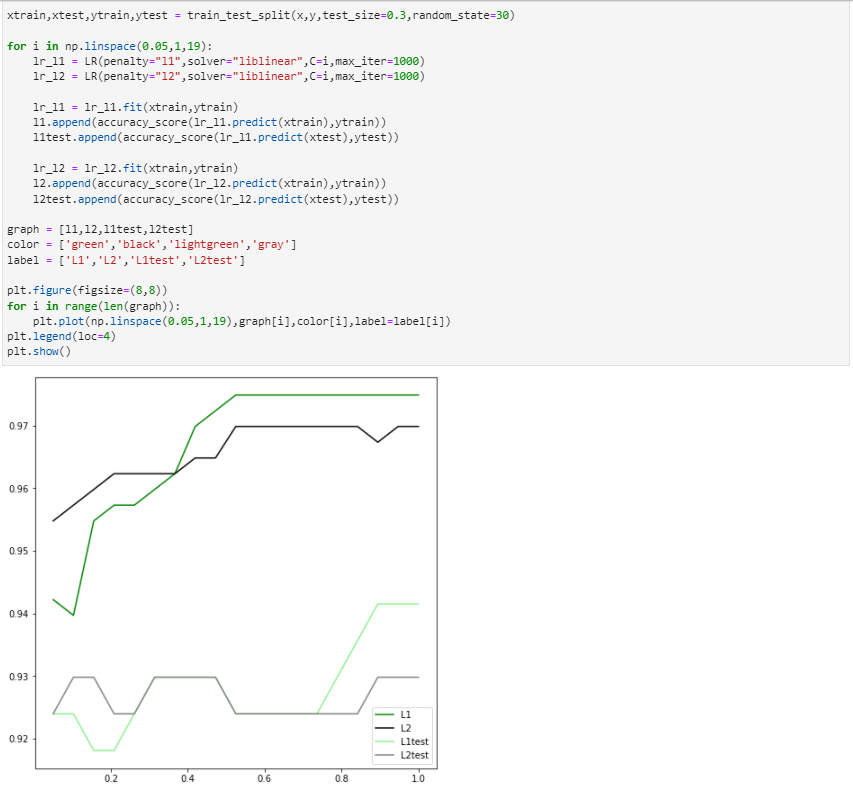 xtrain,xtest,ytrain,ytest = train_test_split(x,y,test_size=0.3,random_state=30)
for i in np.linspace(0.05,1,19):
    lr_l1 = LR(penalty="l1",solver="liblinear",C=i,max_iter=1000)
    lr_l2 = LR(penalty="l2",solver="liblinear",C=i,max_iter=1000)
    lr_l1 = lr_l1.fit(xtrain,ytrain)
    l1.append(accuracy_score(lr_l1.predict(xtrain),ytrain))
    l1test.append(accuracy_score(lr_l1.predict(xtest),ytest))
    lr_l2 = lr_l2.fit(xtrain,ytrain)
    l2.append(accuracy_score(lr_l2.predict(xtrain),ytrain))
    l2test.append(accuracy_score(lr_l2.predict(xtest),ytest))
graph = [l1,l2,l1test,l2test]
color = ['green','black','lightgreen','gray']
label = ['L1','L2','L1test','L2test']
plt.figure(figsize=(8,8))
for i in range(len(graph)):
    plt.plot(np.linspace(0.05,1,19),graph[i],color[i],label=label[i])
plt.legend(loc=4)
plt.show()
0.97
0.96
0.95
0.94
0.93
0.92
L1
L2
L1test
L2test
0.2 0.4 0.6 0.8 1.0